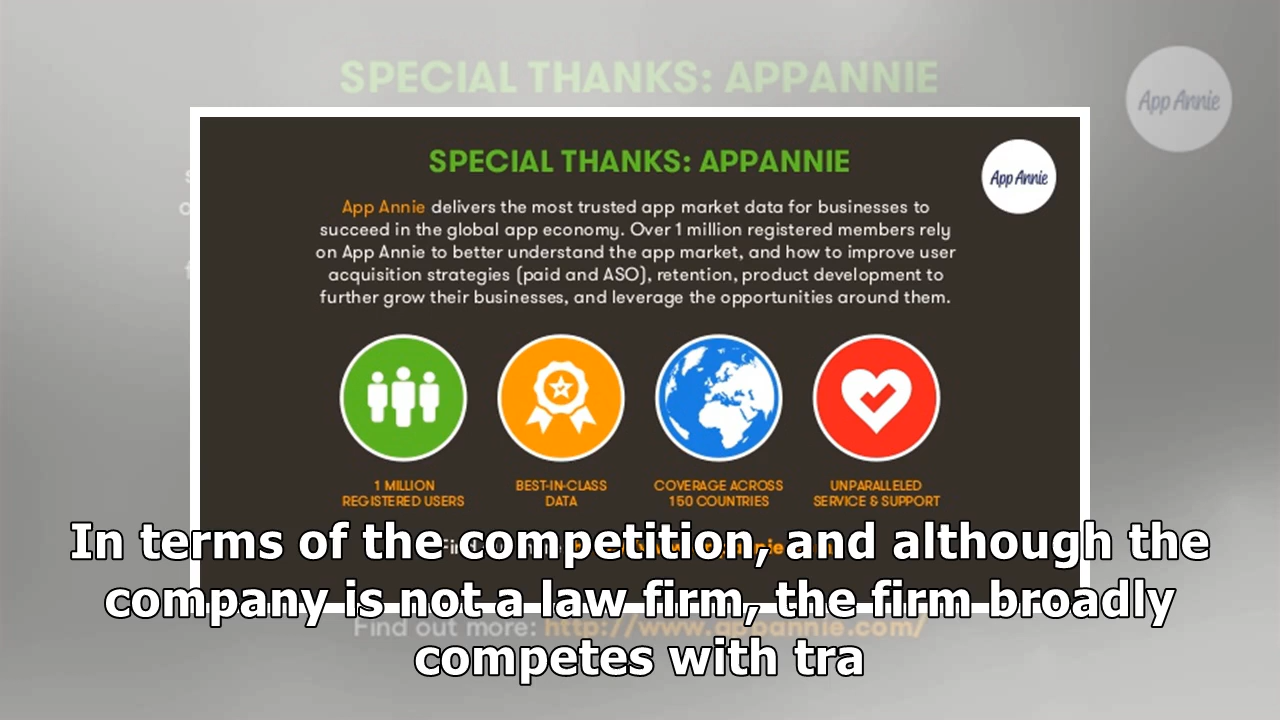 SPECIAL THANKS: APPANNIE
App Annie
SPECIAL THANKS: APPANNIE
App Annie
App Annie delivers the most trusted app market data for businesses to
succeed in the global app economy. Over 1 million registered members rely
on App Annie to better understand the app market, and how to improve user
acquisition strategies (paid and ASO), retention, product development to
further grow their businesses, and leverage the opportunities around them.
1 MILLION
REGISTERED USERS
BEST-IN-CLASS
DATA
COVERAGE ACROSS
150 COUNTRIES
UNPARALLELED
SERVICE & SUPPORT
In terms of the competition, and although the
company is not a law firm, the firm broadly
competes with tra
Find out more: http://www.appannie.com/